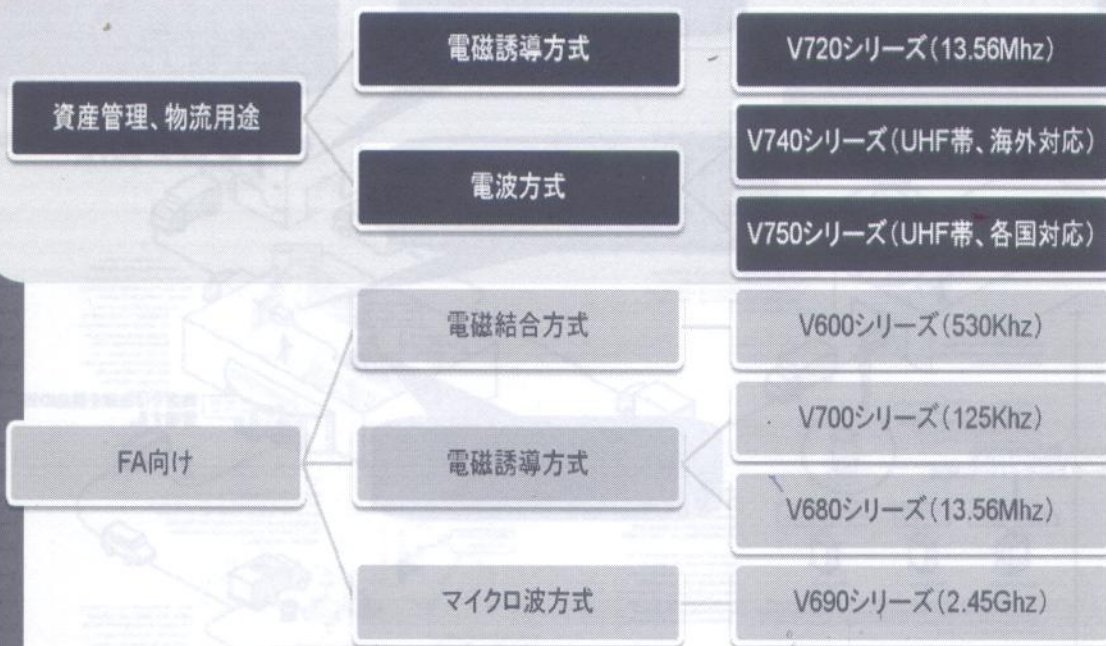 資産管理、物流用途
電磁誘導方式
V720シリーズ(13.56Mhz)
電波方式
V740シリーズ(UHF帯、海外対応)
V750シリーズ(UHF帯、各国対応)
FA向け
電磁結合方式
V600シリーズ(530Khz)
電磁誘導方式
V700シリーズ(125Khz)
V680シリーズ(13.56Mhz)
マイクロ波方式
V690シリーズ(2.45Ghz)